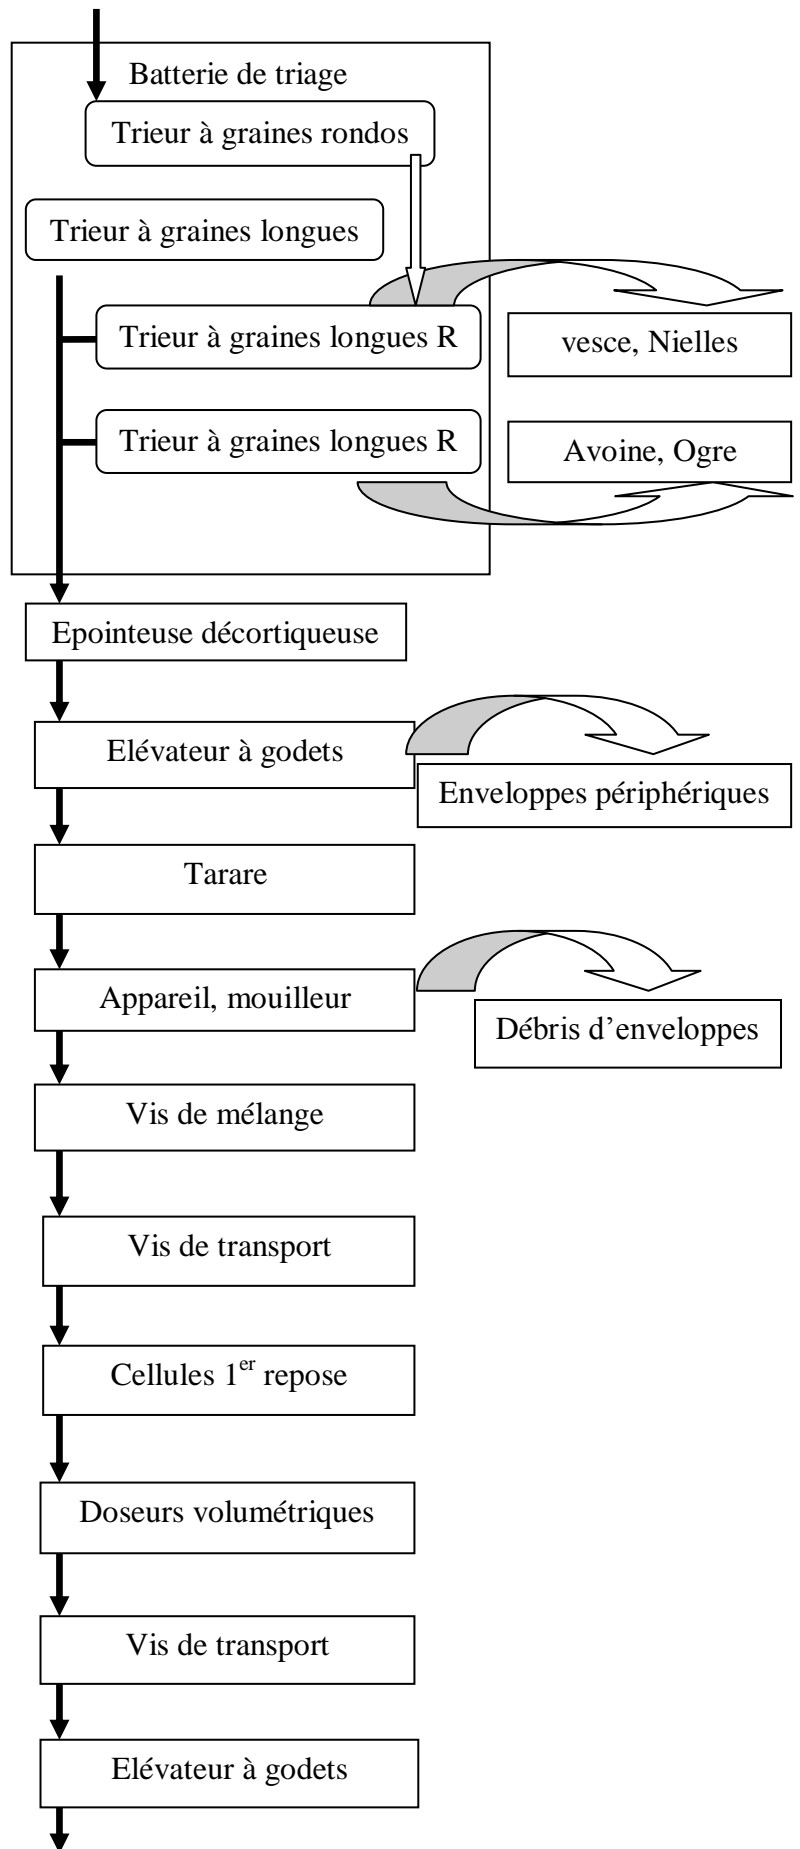 Batterie de triage
Trieur à graines rondos
Trieur à graines longues
Trieur à graines longues R
vesce, Nielles
Trieur à graines longues R
Avoine, Ogre
Epointeuse décortiqueuse
Elévateur à godets
Enveloppes périphériques
Tarare
Appareil, mouilleur
Débris d’enveloppes
Vis de mélange
Vis de transport
Cellules 1er repose
Doseurs volumétriques
Vis de transport
Elévateur à godets